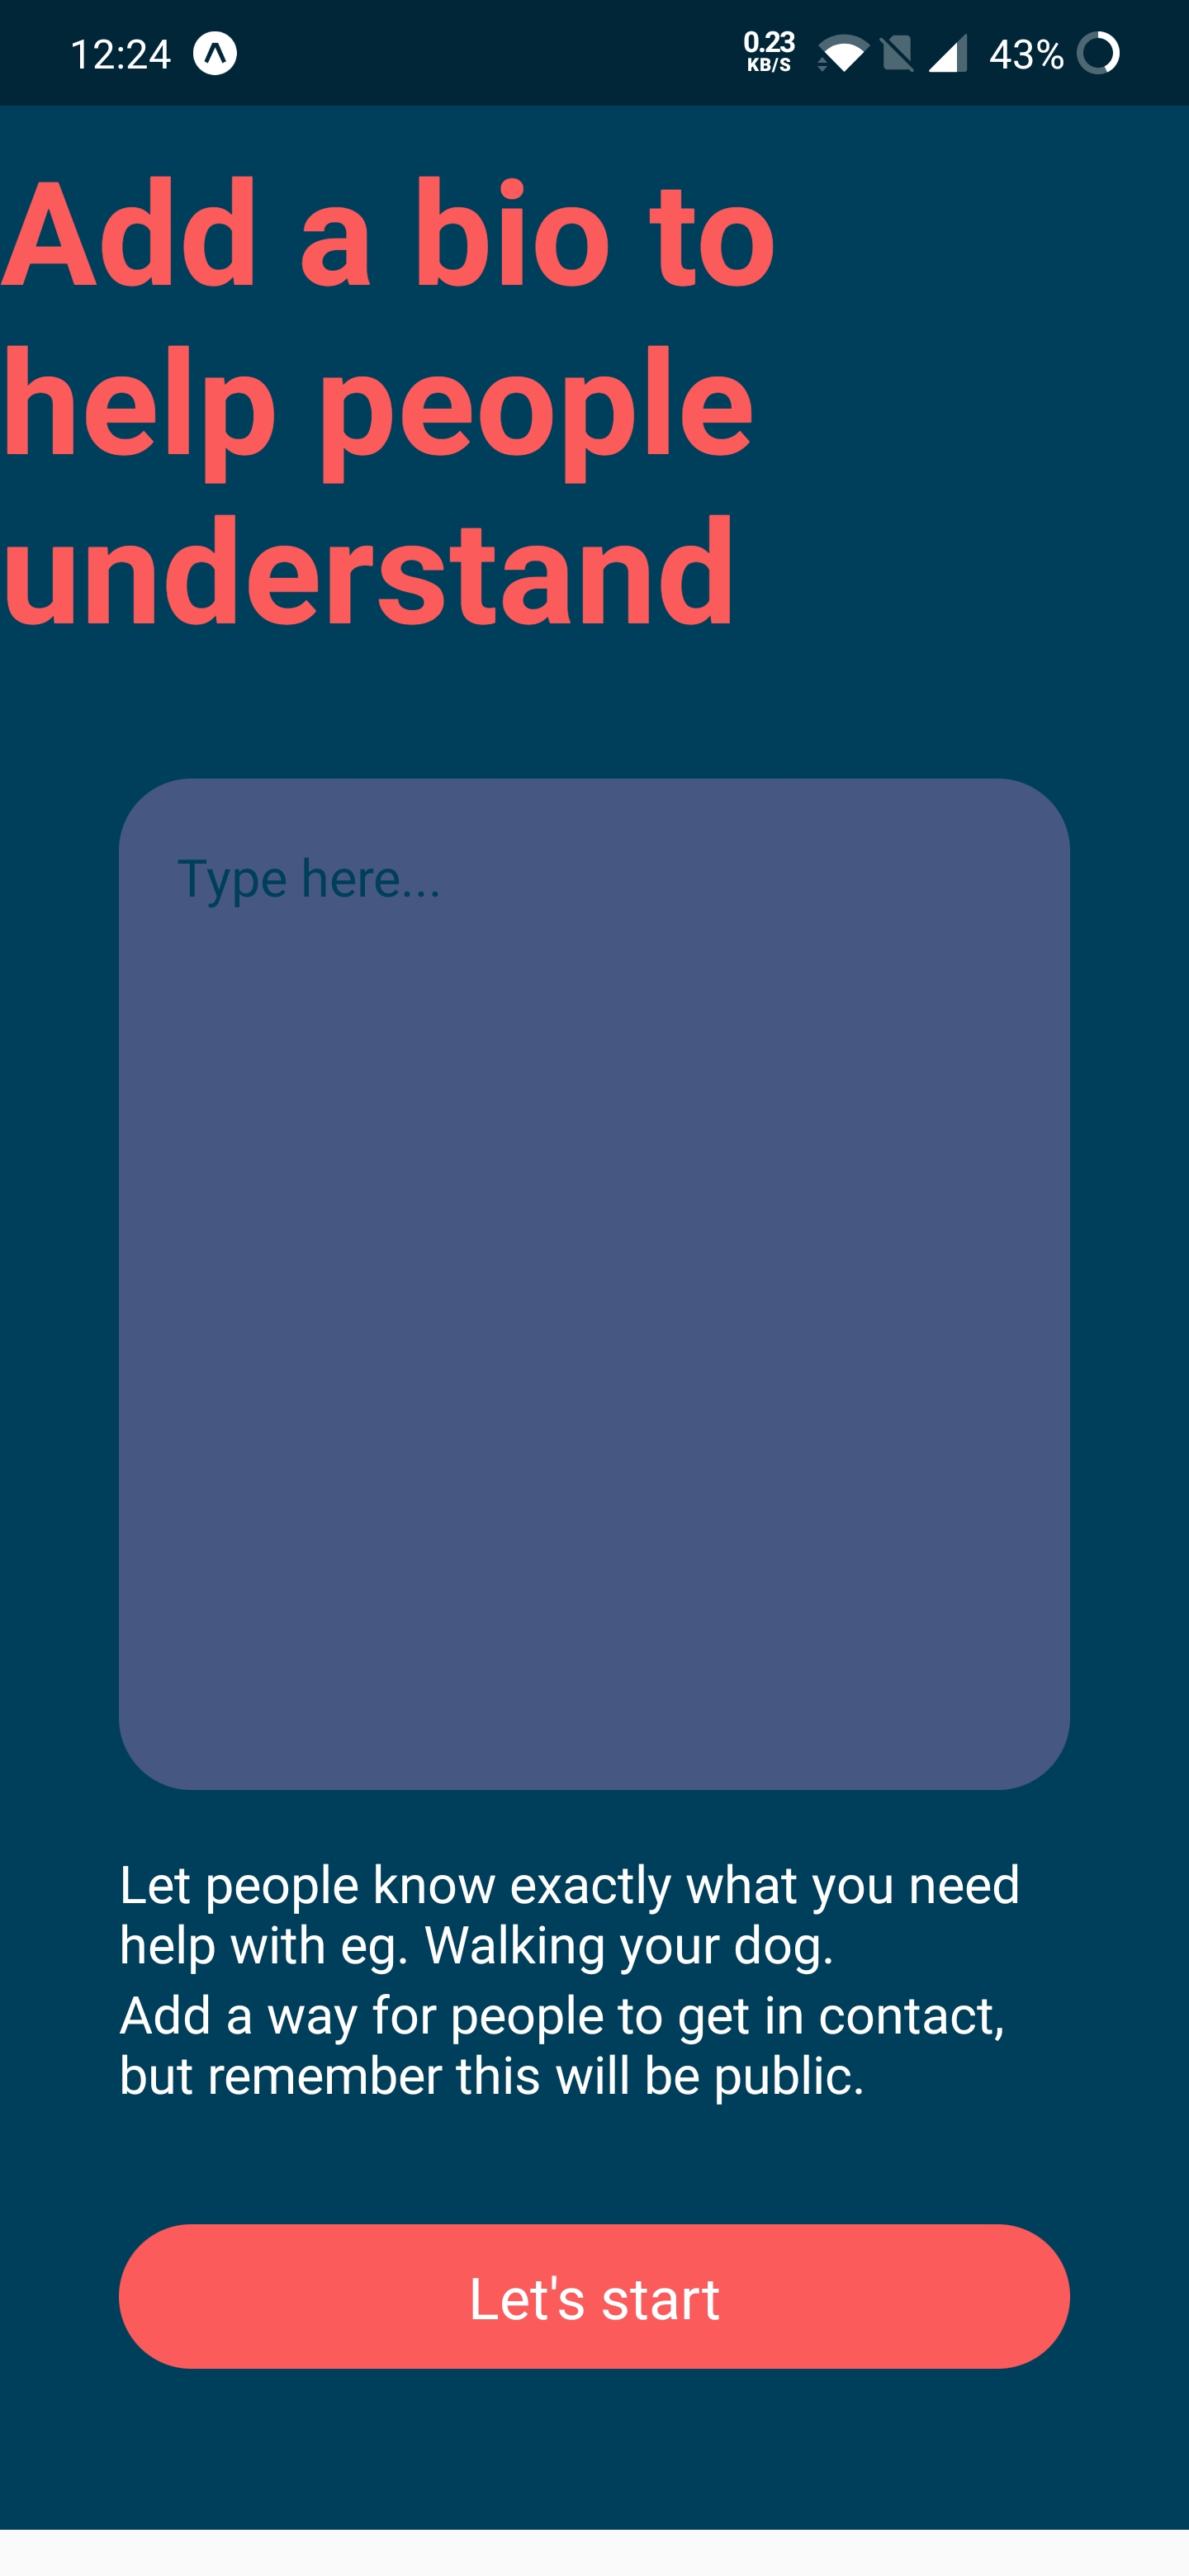 12:24 0.23 KB/S 43%
Add a bio to
help people
understand
Type here...
Let people know exactly what you need
help with eg. Walking your dog.
Add a way for people to get in contact,
but remember this will be public.
Let's start